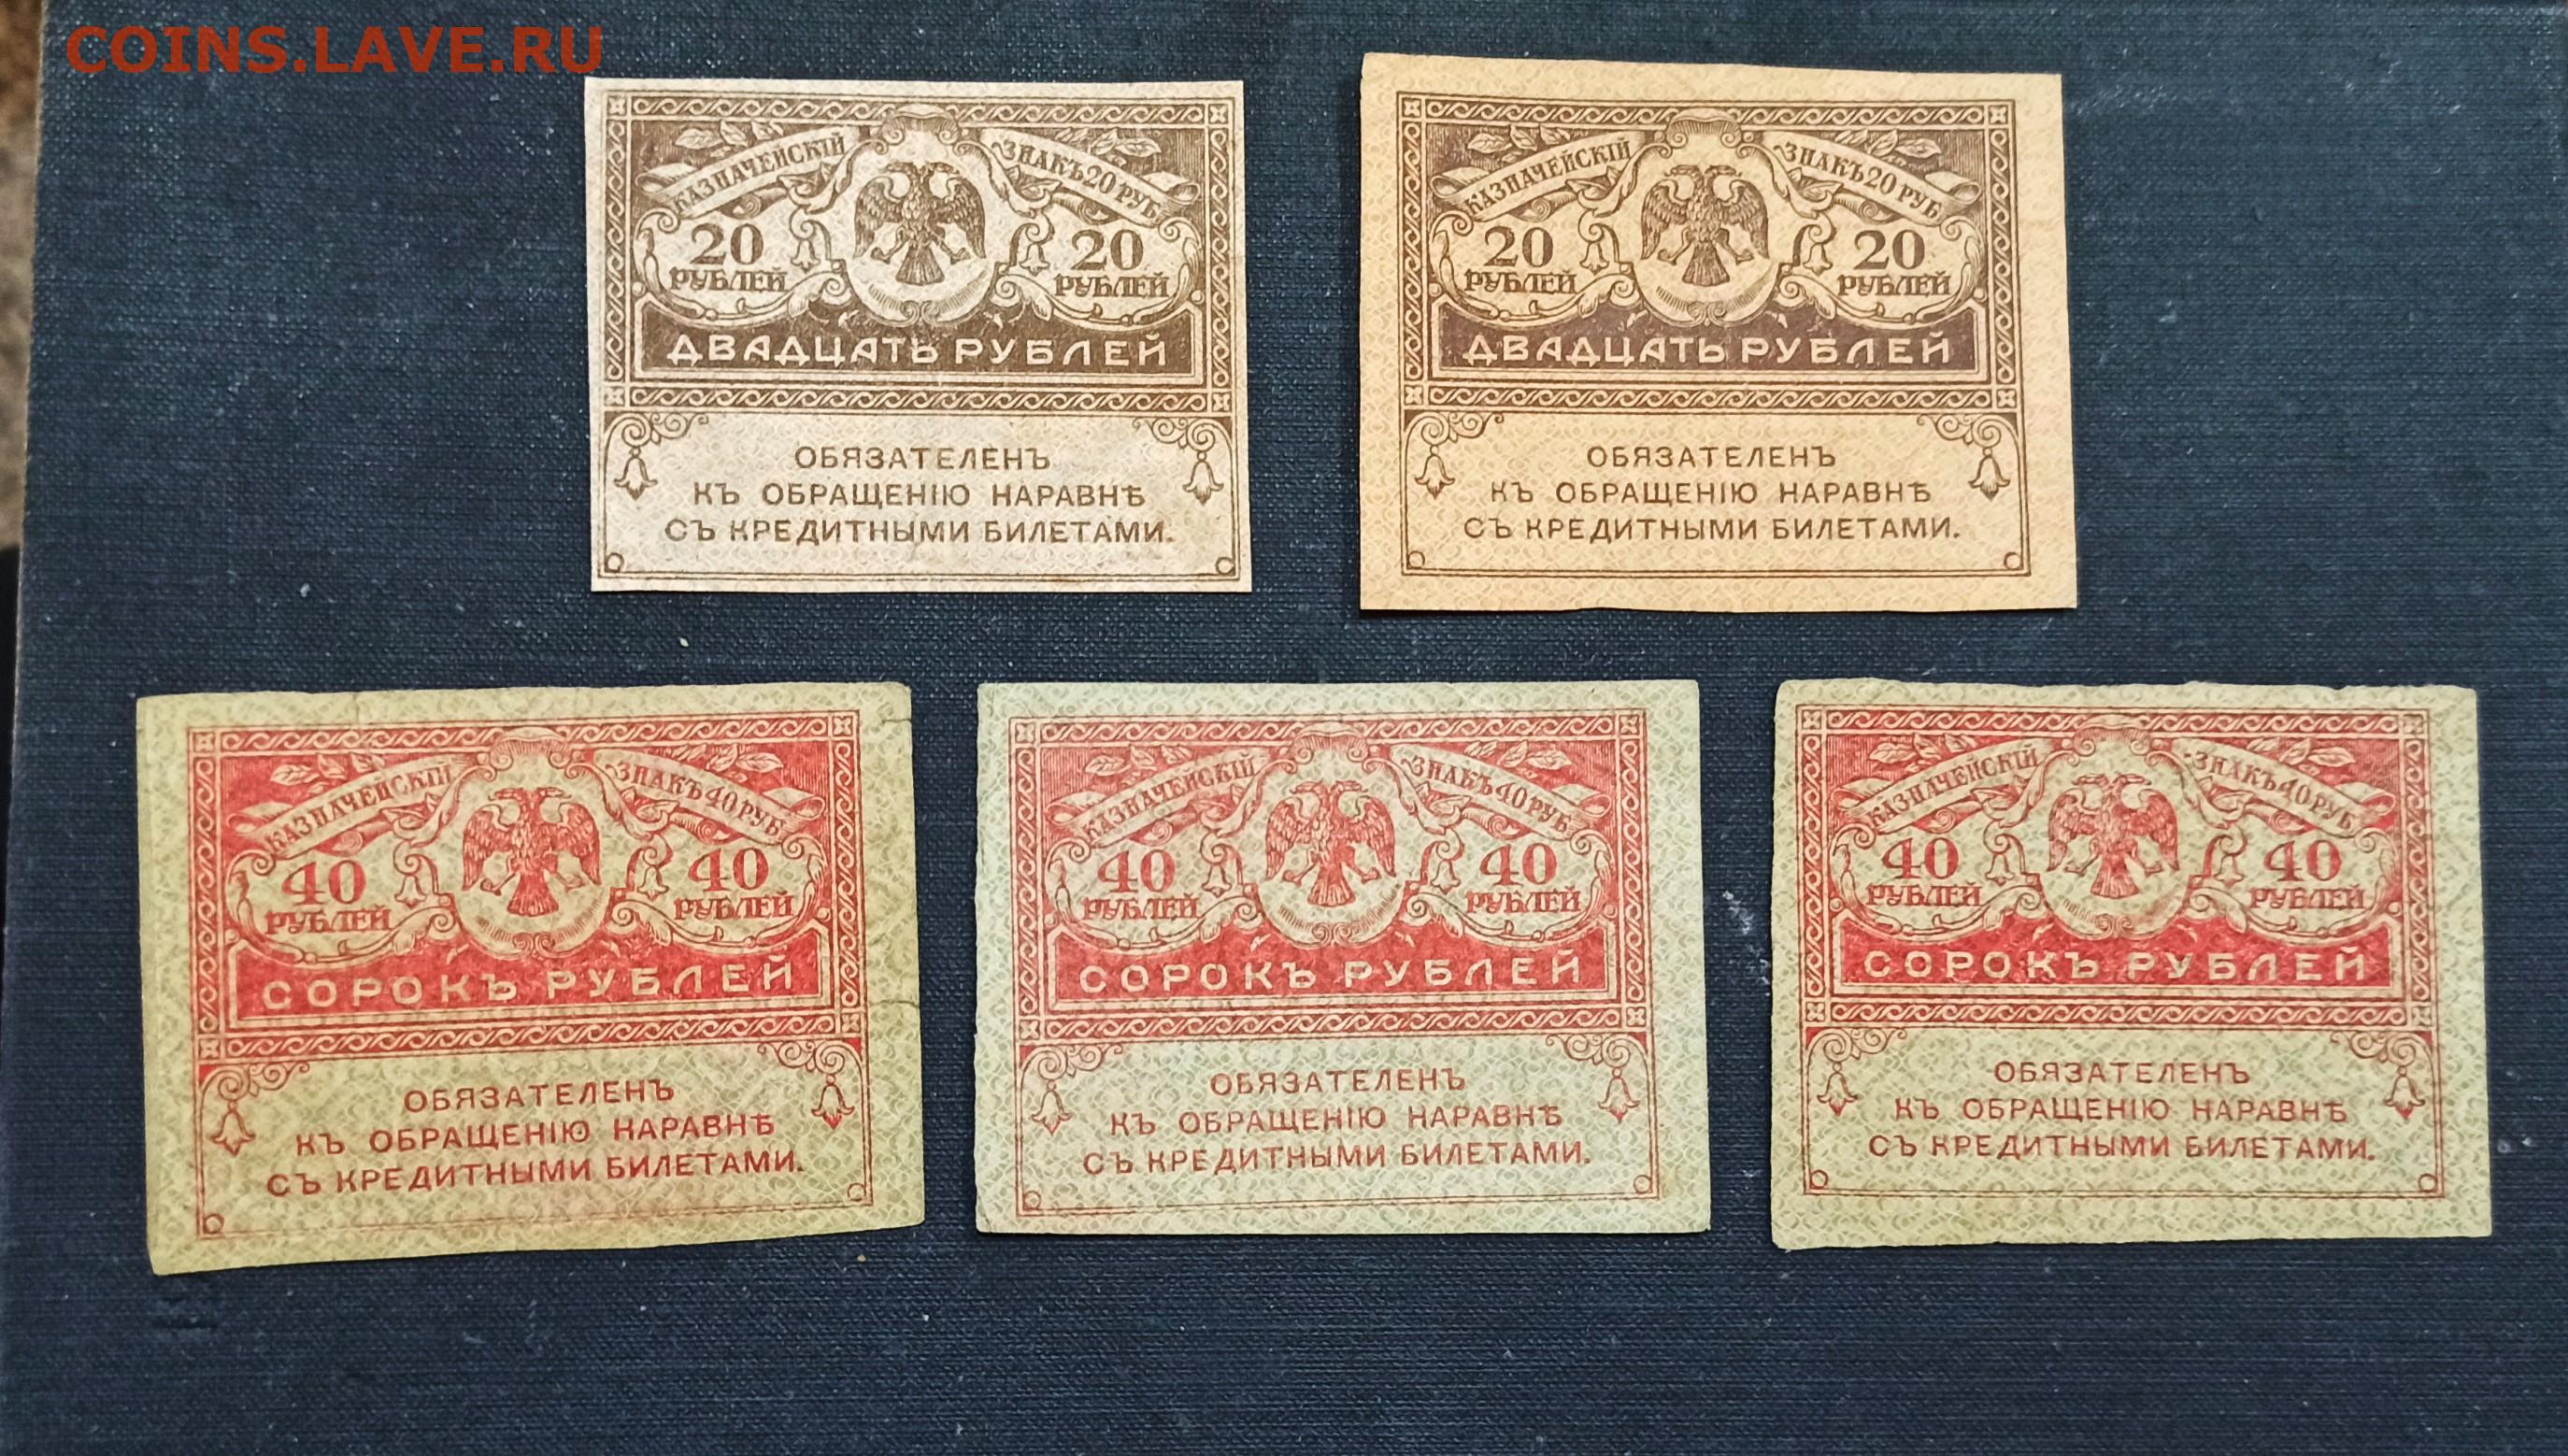 COINS.LAVE.RU
КАЗНАЧЕЙСКІЙ ЗНАКЪ 20 РУБ
20 РУБЛЕЙ 20 РУБЛЕЙ
ДВАДЦАТЬ РУБЛЕЙ
ОБЯЗАТЕЛЕНЪ
КЪ ОБРАЩЕНІЮ НАРАВНѢ
СЪ КРЕДИТНЫМИ БИЛЕТАМИ.
КАЗНАЧЕЙСКІЙ ЗНАКЪ 20 РУБ
20 РУБЛЕЙ 20 РУБЛЕЙ
ДВАДЦАТЬ РУБЛЕЙ
ОБЯЗАТЕЛЕНЪ
КЪ ОБРАЩЕНІЮ НАРАВНѢ
СЪ КРЕДИТНЫМИ БИЛЕТАМИ.
КАЗНАЧЕЙСКІЙ ЗНАКЪ 40 РУБ
40 РУБЛЕЙ 40 РУБЛЕЙ
СОРОКЪ РУБЛЕЙ
ОБЯЗАТЕЛЕНЪ
КЪ ОБРАЩЕНІЮ НАРАВНѢ
СЪ КРЕДИТНЫМИ БИЛЕТАМИ.
КАЗНАЧЕЙСКІЙ ЗНАКЪ 40 РУБ
40 РУБЛЕЙ 40 РУБЛЕЙ
СОРОКЪ РУБЛЕЙ
ОБЯЗАТЕЛЕНЪ
КЪ ОБРАЩЕНІЮ НАРАВНѢ
СЪ КРЕДИТНЫМИ БИЛЕТАМИ.
КАЗНАЧЕЙСКІЙ ЗНАКЪ 40 РУБ
40 РУБЛЕЙ 40 РУБЛЕЙ
СОРОКЪ РУБЛЕЙ
ОБЯЗАТЕЛЕНЪ
КЪ ОБРАЩЕНІЮ НАРАВНѢ
СЪ КРЕДИТНЫМИ БИЛЕТАМИ.